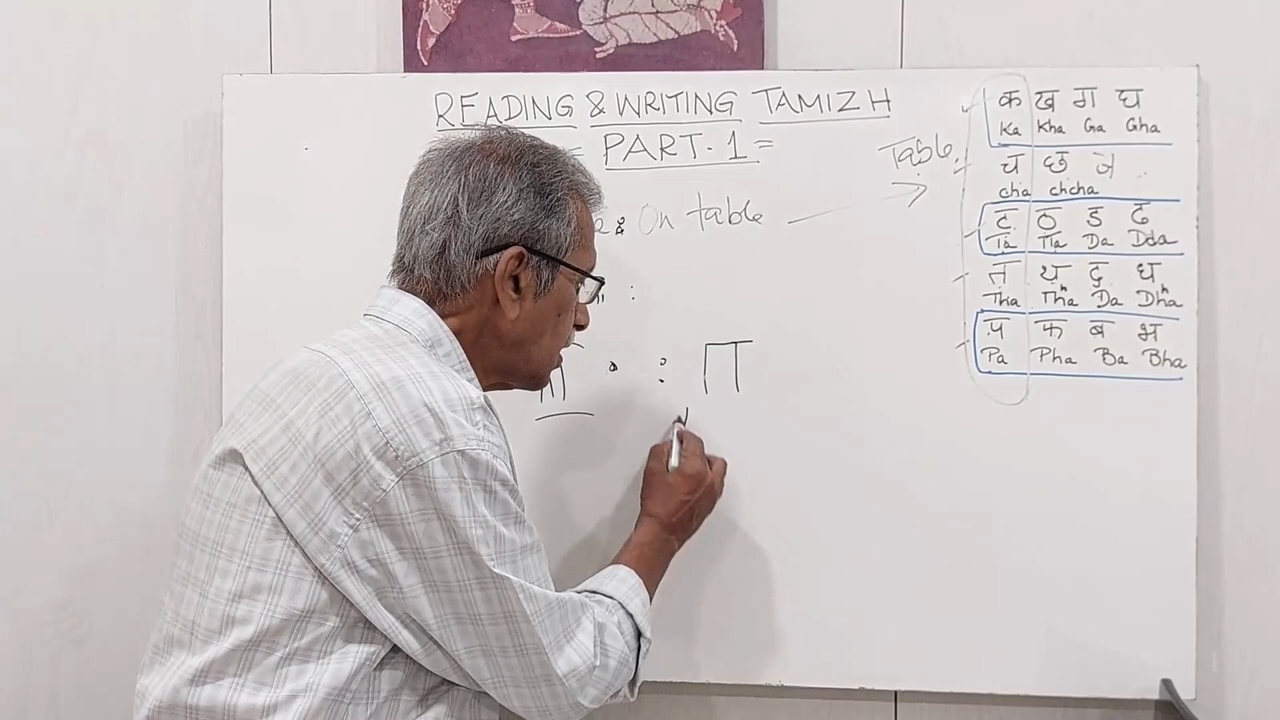 READING & WRITING TAMIZH
= PART-1 =
On table
Table.
क ख ग घ
Ka Kha Ga Gha
च छ ज
cha chcha
ट ठ ड ढ
Ta Tta Da Dda
त थ द ध
Tha Thha Da Dha
प फ ब भ
Pa Pha Ba Bha